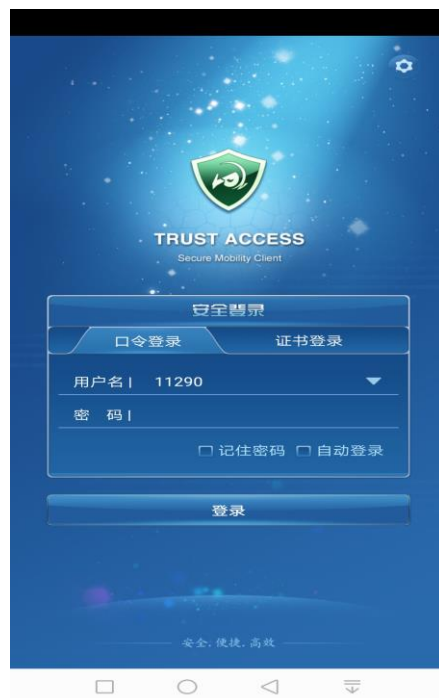 TRUST ACCESS
Secure Mobility Client
安全登录
口令登录 证书登录
用户名| 11290
密 码|
记住密码 自动登录
登录
安全.便捷.高效